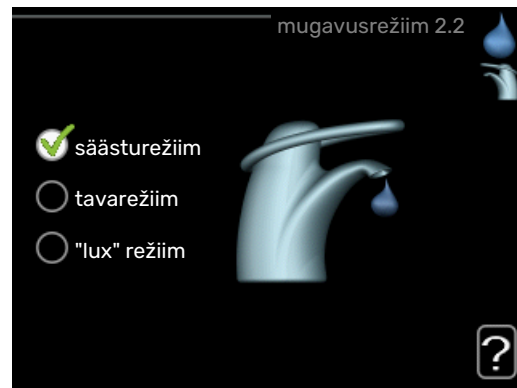 mugavusrežiim 2.2
säästurežiim
tavarežiim
"lux" režiim
?